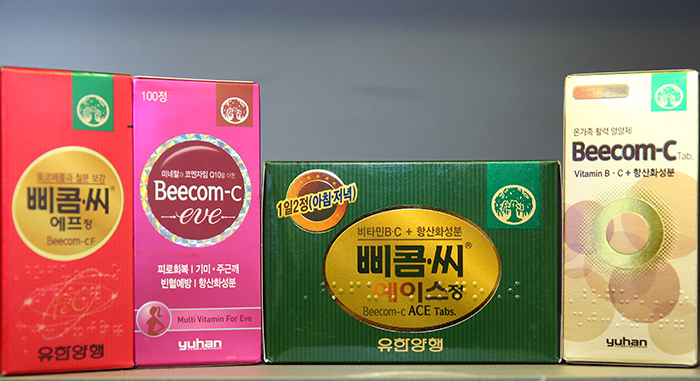 토코페롤과 철분 보강
삐콤·씨®
에프정
Beecom-CF
유한양행
100정
미네랄과 코엔자임 Q10을 더한
Beecom-C
eve
피로회복 | 기미·주근깨
빈혈예방 | 항산화성분
Multi Vitamin For Eve
yuhan
1일2정(아침·저녁)
비타민B·C + 항산화성분
삐콤·씨®
에이스정
Beecom-C ACE Tabs.
유한양행
온가족 활력 영양제
Beecom-C Tab.
Vitamin B·C + 항산화성분
yuhan